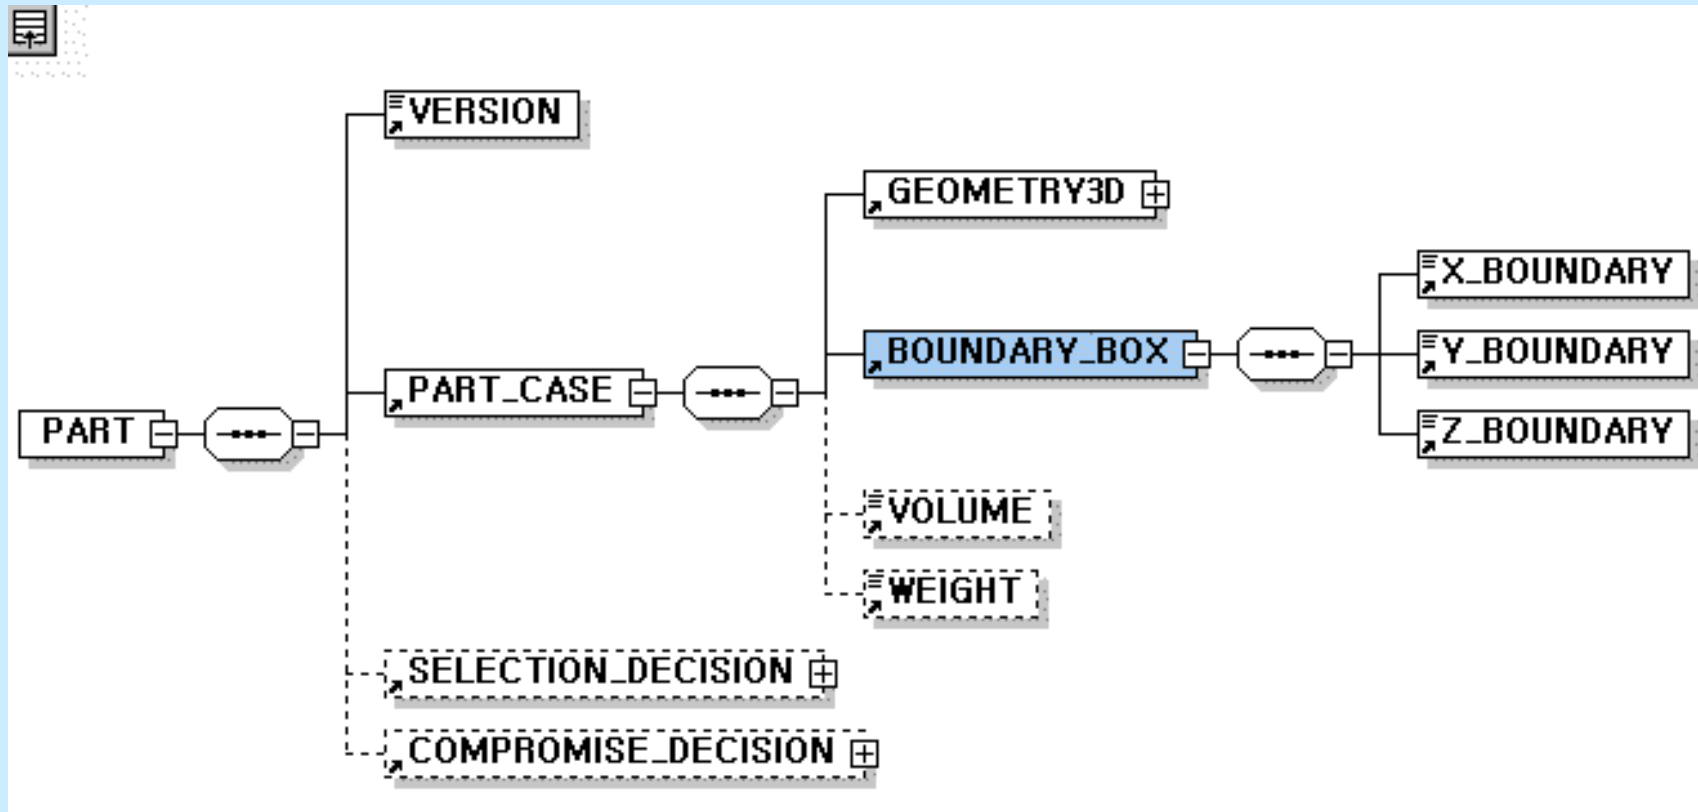 VERSION
GEOMETRY3D
X_BOUNDARY
BOUNDARY_BOX
Y_BOUNDARY
PART_CASE
PART
Z_BOUNDARY
VOLUME
WEIGHT
SELECTION_DECISION
COMPROMISE_DECISION